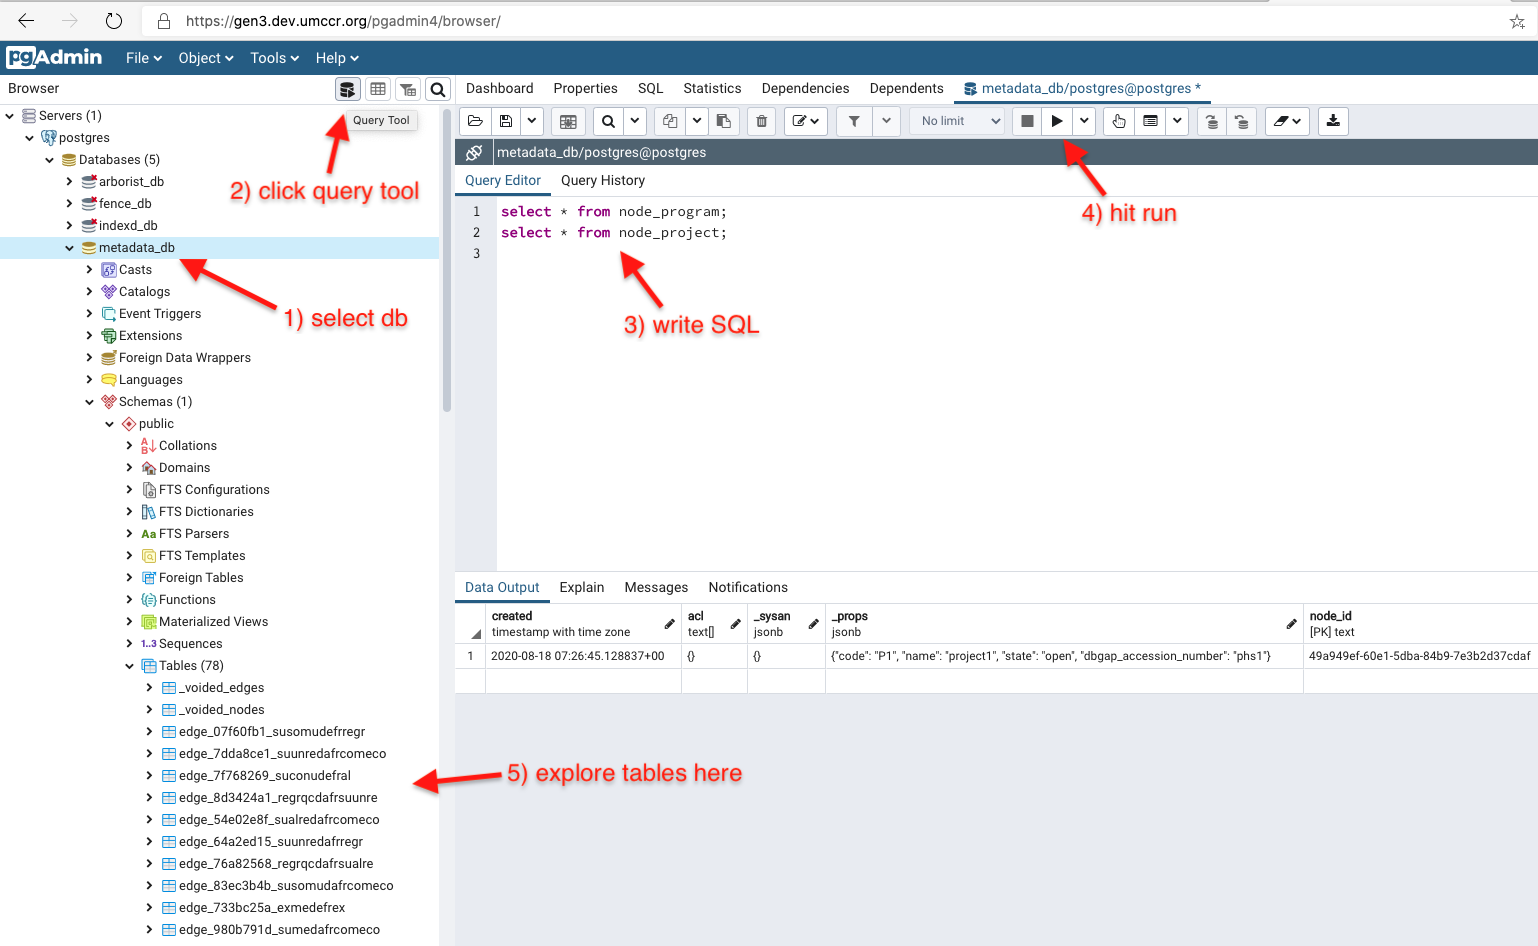 https://gen3.dev.umccr.org/pgadmin4/browser/
pgAdmin File Object Tools Help
Browser
Dashboard Properties SQL Statistics Dependencies Dependents metadata_db/postgres@postgres *
Query Tool
No limit
metadata_db/postgres@postgres
Query Editor Query History
1 select * from node_program;
2 select * from node_project;
3
Servers (1)
postgres
Databases (5)
arborist_db
fence_db
indexd_db
metadata_db
Casts
Catalogs
Event Triggers
Extensions
Foreign Data Wrappers
Languages
Schemas (1)
public
Collations
Domains
FTS Configurations
FTS Dictionaries
Aa FTS Parsers
FTS Templates
Foreign Tables
Functions
Materialized Views
1..3 Sequences
Tables (78)
_voided_edges
_voided_nodes
edge_07f60fb1_susomudefrregr
edge_7dda8ce1_suunredafrcomeco
edge_7f768269_suconudefral
edge_8d3424a1_regrqcdafrsuunre
edge_54e02e8f_sualredafrcomeco
edge_64a2ed15_suunredafrregr
edge_76a82568_regrqcdafrsualre
edge_83ec3b4b_susomudafrcomeco
edge_733bc25a_exmedefrex
edge_980b791d_sumedafrcomeco
1) select db
2) click query tool
3) write SQL
4) hit run
5) explore tables here
Data Output Explain Messages Notifications
created acl _sysan _props node_id
timestamp with time zone text[] jsonb jsonb [PK] text
1 2020-08-18 07:26:45.128837+00 {} {} {"code": "P1", "name": "project1", "state": "open", "dbgap_accession_number": "phs1"} 49a949ef-60e1-5dba-84b9-7e3b2d37cdaf